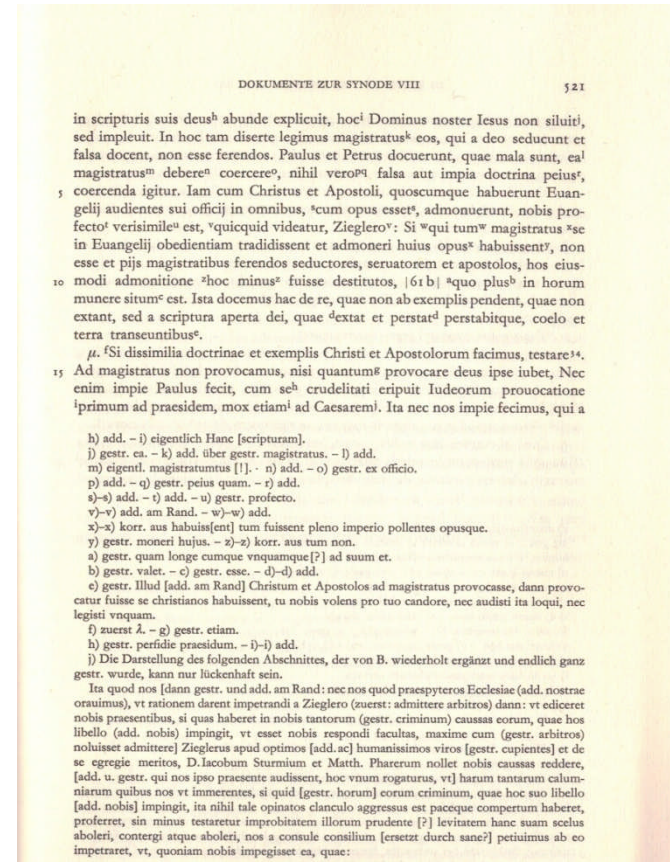 DOKUMENTE ZUR SYNODE VIII 521
in scripturis suis deusʰ abunde explicuit, hocⁱ Dominus noster Iesus non siluitʲ,
sed impleuit. In hoc tam diserte legimus magistratusᵏ eos, qui a deo seducunt et
falsa docent, non esse ferendos. Paulus et Petrus docuerunt, quae mala sunt, eaˡ
magistratusᵐ debereⁿ coercereᵒ, nihil veroᵖq falsa aut impia doctrina peiusʳ,
5 coercenda igitur. Iam cum Christus et Apostoli, quoscumque habuerunt Euan-
gelij audientes sui officij in omnibus, ˢcum opus essetˢ, admonuerunt, nobis pro-
fectoᵗ verisimileᵘ est, ᵛquicquid videatur, Ziegleroᵛ: Si ʷqui tumʷ magistratus ˣse
in Euangelij obedientiam tradidissent et admoneri huius opusˣ habuissentʸ, non
esse et pijs magistratibus ferendos seductores, seruatorem et apostolos, hos eius-
10 modi admonitione ᶻhoc minusᶻ fuisse destitutos, |61b| ᵃquo plusᵇ in horum
munere situmᶜ est. Ista docemus hac de re, quae non ab exemplis pendent, quae non
extant, sed a scriptura aperta dei, quae ᵈextat et perstatᵈ perstabitque, coelo et
terra transeuntibusᵉ.
μ. ᶠSi dissimilia doctrinae et exemplis Christi et Apostolorum facimus, testare³⁴.
15 Ad magistratus non provocamus, nisi quantumᵍ provocare deus ipse iubet, Nec
enim impie Paulus fecit, cum seʰ crudelitati eripuit Iudeorum prouocatione
ⁱprimum ad praesidem, mox etiamⁱ ad Caesaremʲ. Ita nec nos impie fecimus, qui a
h) add. – i) eigentlich Hanc [scripturam].
j) gestr. ea. – k) add. über gestr. magistratus. – l) add.
m) eigentl. magistratumtus [!]. · n) add. – o) gestr. ex officio.
p) add. – q) gestr. peius quam. – r) add.
s)–s) add. – t) add. – u) gestr. profecto.
v)–v) add. am Rand. – w)–w) add.
x)–x) korr. aus habuiss[ent] tum fuissent pleno imperio pollentes opusque.
y) gestr. moneri hujus. – z)–z) korr. aus tum non.
a) gestr. quam longe cumque vnquamque[?] ad suum et.
b) gestr. valet. – c) gestr. esse. – d)–d) add.
e) gestr. Illud [add. am Rand] Christum et Apostolos ad magistratus provocasse, dann provo-
catur fuisse se christianos habuissent, tu nobis volens pro tuo candore, nec audisti ita loqui, nec
legisti vnquam.
f) zuerst λ. – g) gestr. etiam.
h) gestr. perfidie praesidum. – i)–i) add.
j) Die Darstellung des folgenden Abschnittes, der von B. wiederholt ergänzt und endlich ganz
gestr. wurde, kann nur lückenhaft sein.
Ita quod nos [dann gestr. und add. am Rand: nec nos quod praespyteros Ecclesiae (add. nostrae
orauimus), vt rationem darent impetrandi a Zieglero (zuerst: admittere arbitros) dann: vt ediceret
nobis praesentibus, si quas haberet in nobis tantorum (gestr. criminum) caussas eorum, quae hos
libello (add. nobis) impingit, vt esset nobis respondi facultas, maxime cum (gestr. arbitros)
noluisset admittere] Zieglerus apud optimos [add. ac] humanissimos viros [gestr. cupientes] et de
se egregie meritos, D. Iacobum Sturmium et Matth. Pharerum nollet nobis caussas reddere,
[add. u. gestr. qui nos ipso praesente audissent, hoc vnum rogaturus, vt] harum tantarum calum-
niarum quibus nos vt immerentes, si quid [gestr. horum] eorum criminum, quae hoc suo libello
[add. nobis] impingit, ita nihil tale opinatos clanculo aggressus est paceque compertum haberet,
proferret, sin minus testaretur improbitatem illorum prudente [?] levitatem hanc suam scelus
aboleri, contergi atque aboleri, nos a consule consilium [ersetzt durch sane?] petiuimus ab eo
impetraret, vt, quoniam nobis impegisset ea, quae: